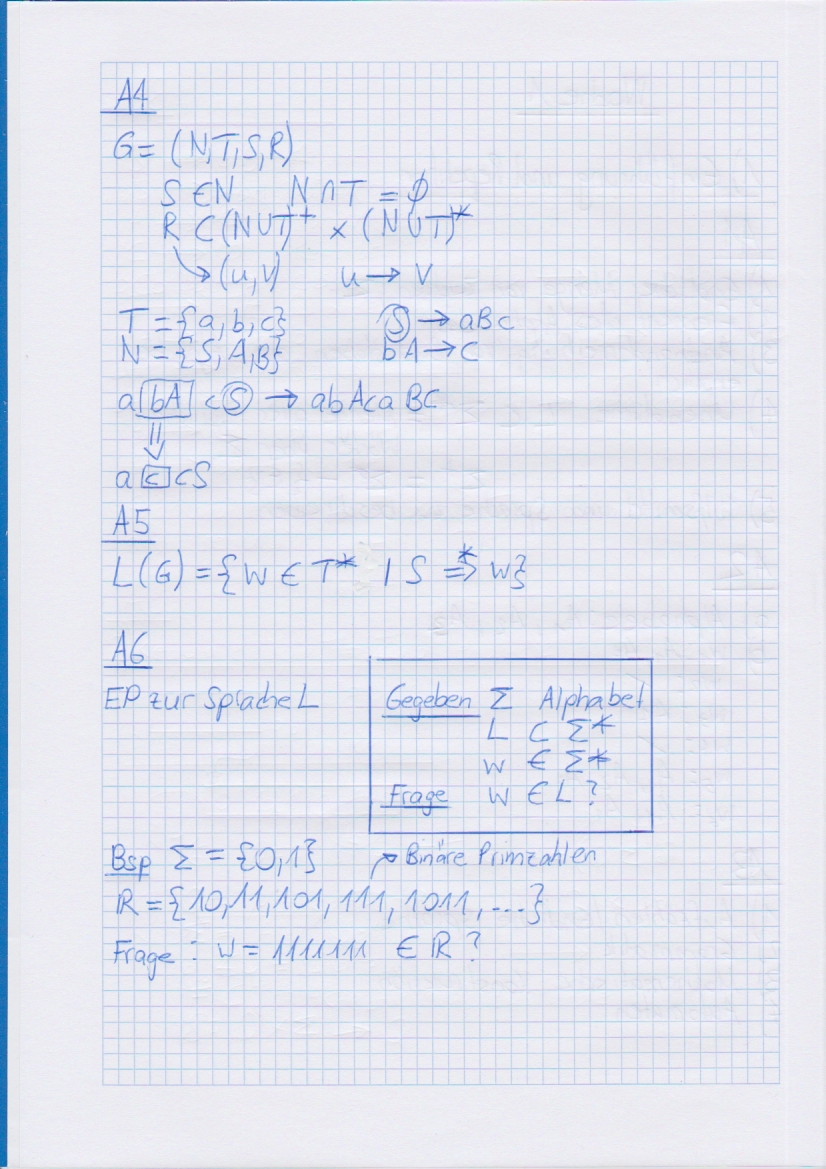 A4
G = (N,T,S,R)
S ∈ N N ∩ T = ∅
R ⊂ (N ∪ T)⁺ × (N ∪ T)*
↘ (u,v) u → v
T = {a, b, c} S → aBc
N = {S, A, B} bA → c
a bA c S → abAcaBc
⇓
a c cS
A5
L(G) = {w ∈ T* | S ⇒* w}
A6
EP zur Sprache L
Gegeben Σ Alphabet
L ⊂ Σ*
w ∈ Σ*
Frage w ∈ L ?
Bsp Σ = {0,1} → Binäre Primzahlen
ℝ = {10, 11, 101, 111, 1011, ...}
Frage : w = 1111111 ∈ ℝ ?